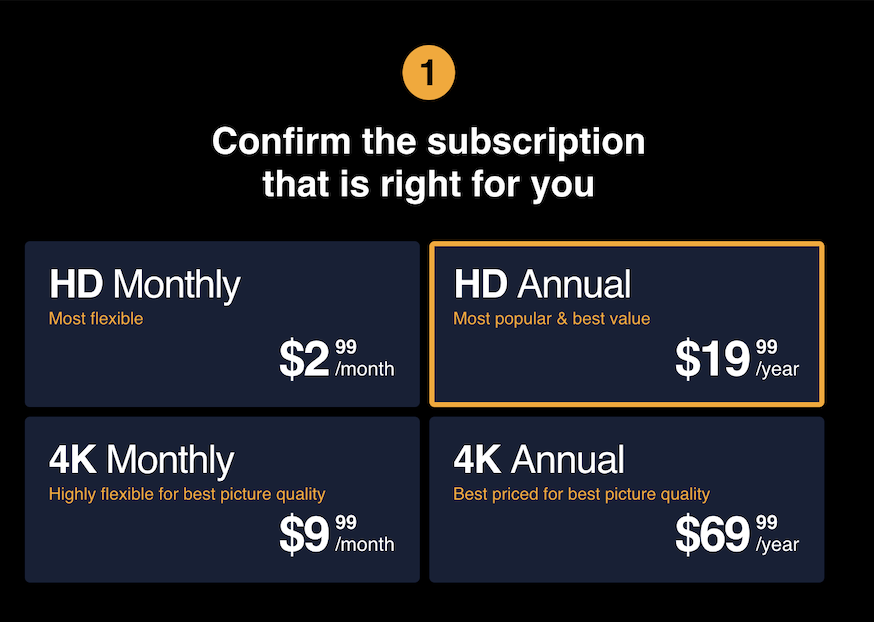 1
Confirm the subscription
that is right for you
HD Monthly
Most flexible
$2 99 /month
HD Annual
Most popular & best value
$19 99 /year
4K Monthly
Highly flexible for best picture quality
$9 99 /month
4K Annual
Best priced for best picture quality
$69 99 /year